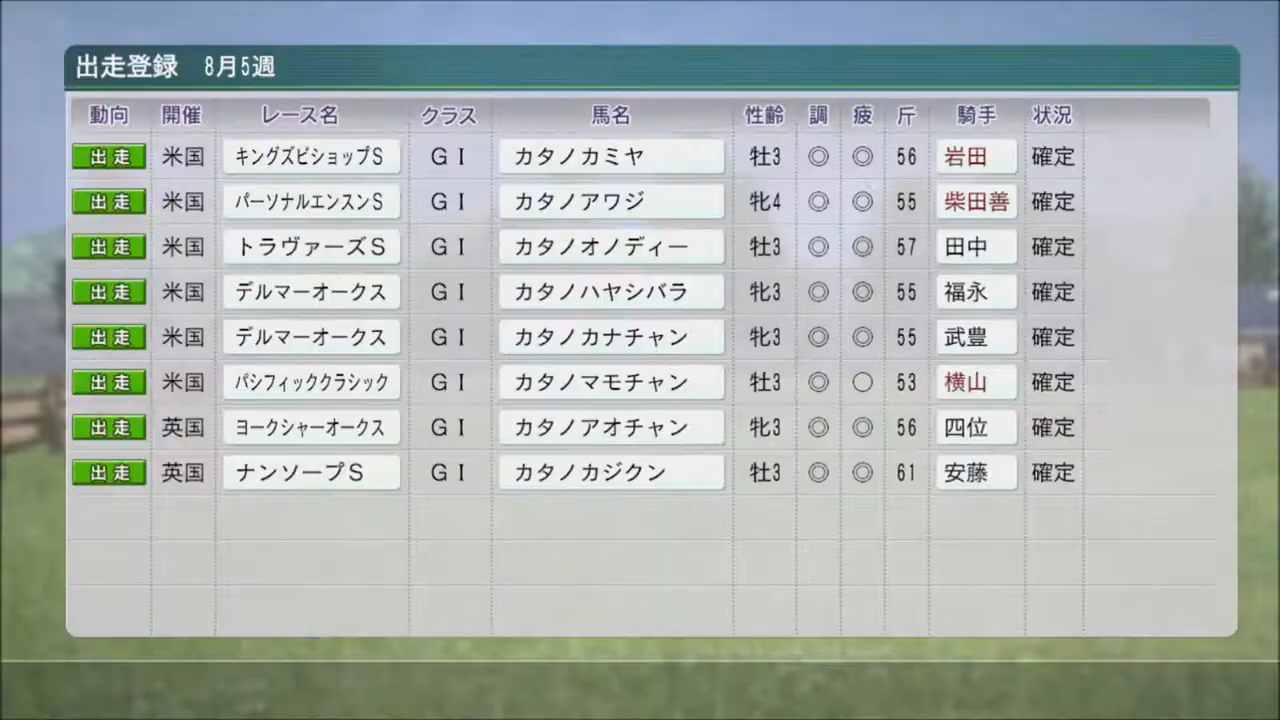 出走登録 8月5週
動向 開催 レース名 クラス 馬名 性齢 調 疲 斤 騎手 状況
出走 米国 キングズビショップS GI カタノカミヤ 牡3 ◎ ◎ 56 岩田 確定
出走 米国 パーソナルエンスンS GI カタノアワジ 牝4 ◎ ◎ 55 柴田善 確定
出走 米国 トラヴァーズS GI カタノオノディー 牡3 ◎ ◎ 57 田中 確定
出走 米国 デルマーオークス GI カタノハヤシバラ 牝3 ◎ ◎ 55 福永 確定
出走 米国 デルマーオークス GI カタノカナチャン 牝3 ◎ ◎ 55 武豊 確定
出走 米国 パシフィッククラシック GI カタノマモチャン 牡3 ◎ ○ 53 横山 確定
出走 英国 ヨークシャーオークス GI カタノアオチャン 牝3 ◎ ◎ 56 四位 確定
出走 英国 ナンソープS GI カタノカジクン 牡3 ◎ ◎ 61 安藤 確定